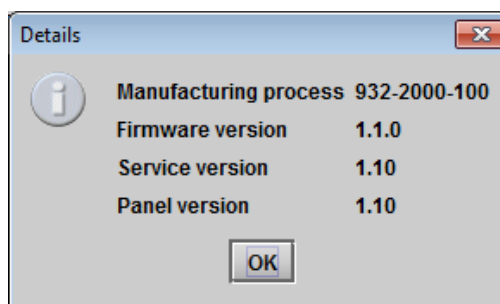 Details
Manufacturing process 932-2000-100
Firmware version 1.1.0
Service version 1.10
Panel version 1.10
OK